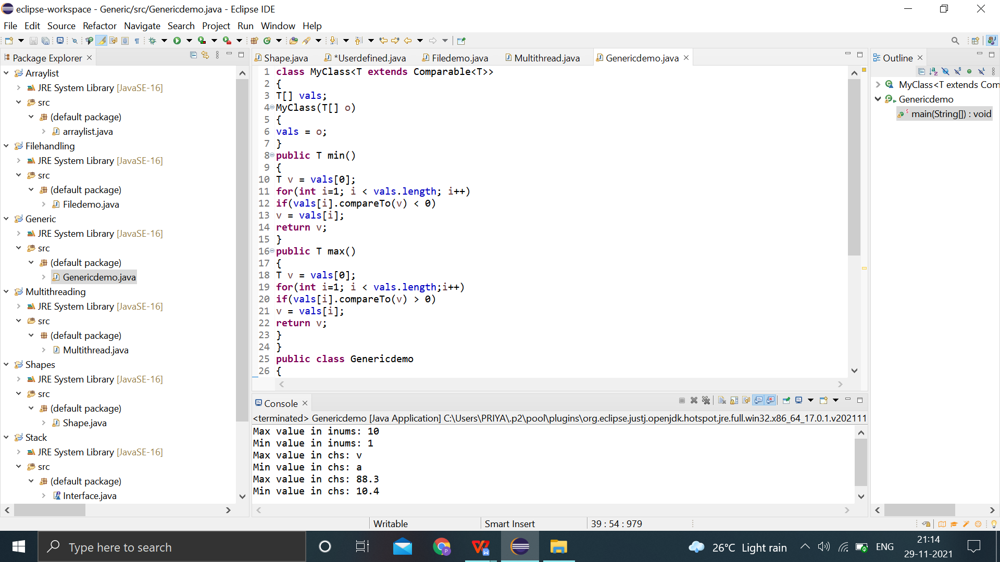 eclipse-workspace - Generic/src/Genericdemo.java - Eclipse IDE
File Edit Source Refactor Navigate Search Project Run Window Help
Package Explorer
Arraylist
JRE System Library [JavaSE-16]
src
(default package)
arraylist.java
Filehandling
JRE System Library [JavaSE-16]
src
(default package)
Filedemo.java
Generic
JRE System Library [JavaSE-16]
src
(default package)
Genericdemo.java
Multithreading
JRE System Library [JavaSE-16]
src
(default package)
Multithread.java
Shapes
JRE System Library [JavaSE-16]
src
(default package)
Shape.java
Stack
JRE System Library [JavaSE-16]
src
(default package)
Interface.java
Shape.java *Userdefined.java Filedemo.java Multithread.java Genericdemo.java
1 class MyClass<T extends Comparable<T>>
2 {
3 T[] vals;
4 MyClass(T[] o)
5 {
6 vals = o;
7 }
8 public T min()
9 {
10 T v = vals[0];
11 for(int i=1; i < vals.length; i++)
12 if(vals[i].compareTo(v) < 0)
13 v = vals[i];
14 return v;
15 }
16 public T max()
17 {
18 T v = vals[0];
19 for(int i=1; i < vals.length;i++)
20 if(vals[i].compareTo(v) > 0)
21 v = vals[i];
22 return v;
23 }
24 }
25 public class Genericdemo
26 {
Console
<terminated> Genericdemo [Java Application] C:\Users\PRIYA\.p2\pool\plugins\org.eclipse.justj.openjdk.hotspot.jre.full.win32.x86_64_17.0.1.v202111
Max value in inums: 10
Min value in inums: 1
Max value in chs: v
Min value in chs: a
Max value in chs: 88.3
Min value in chs: 10.4
Outline
MyClass<T extends Com
Genericdemo
main(String[]) : void
Writable Smart Insert 39 : 54 : 979
Type here to search
26°C Light rain
ENG
21:14
29-11-2021